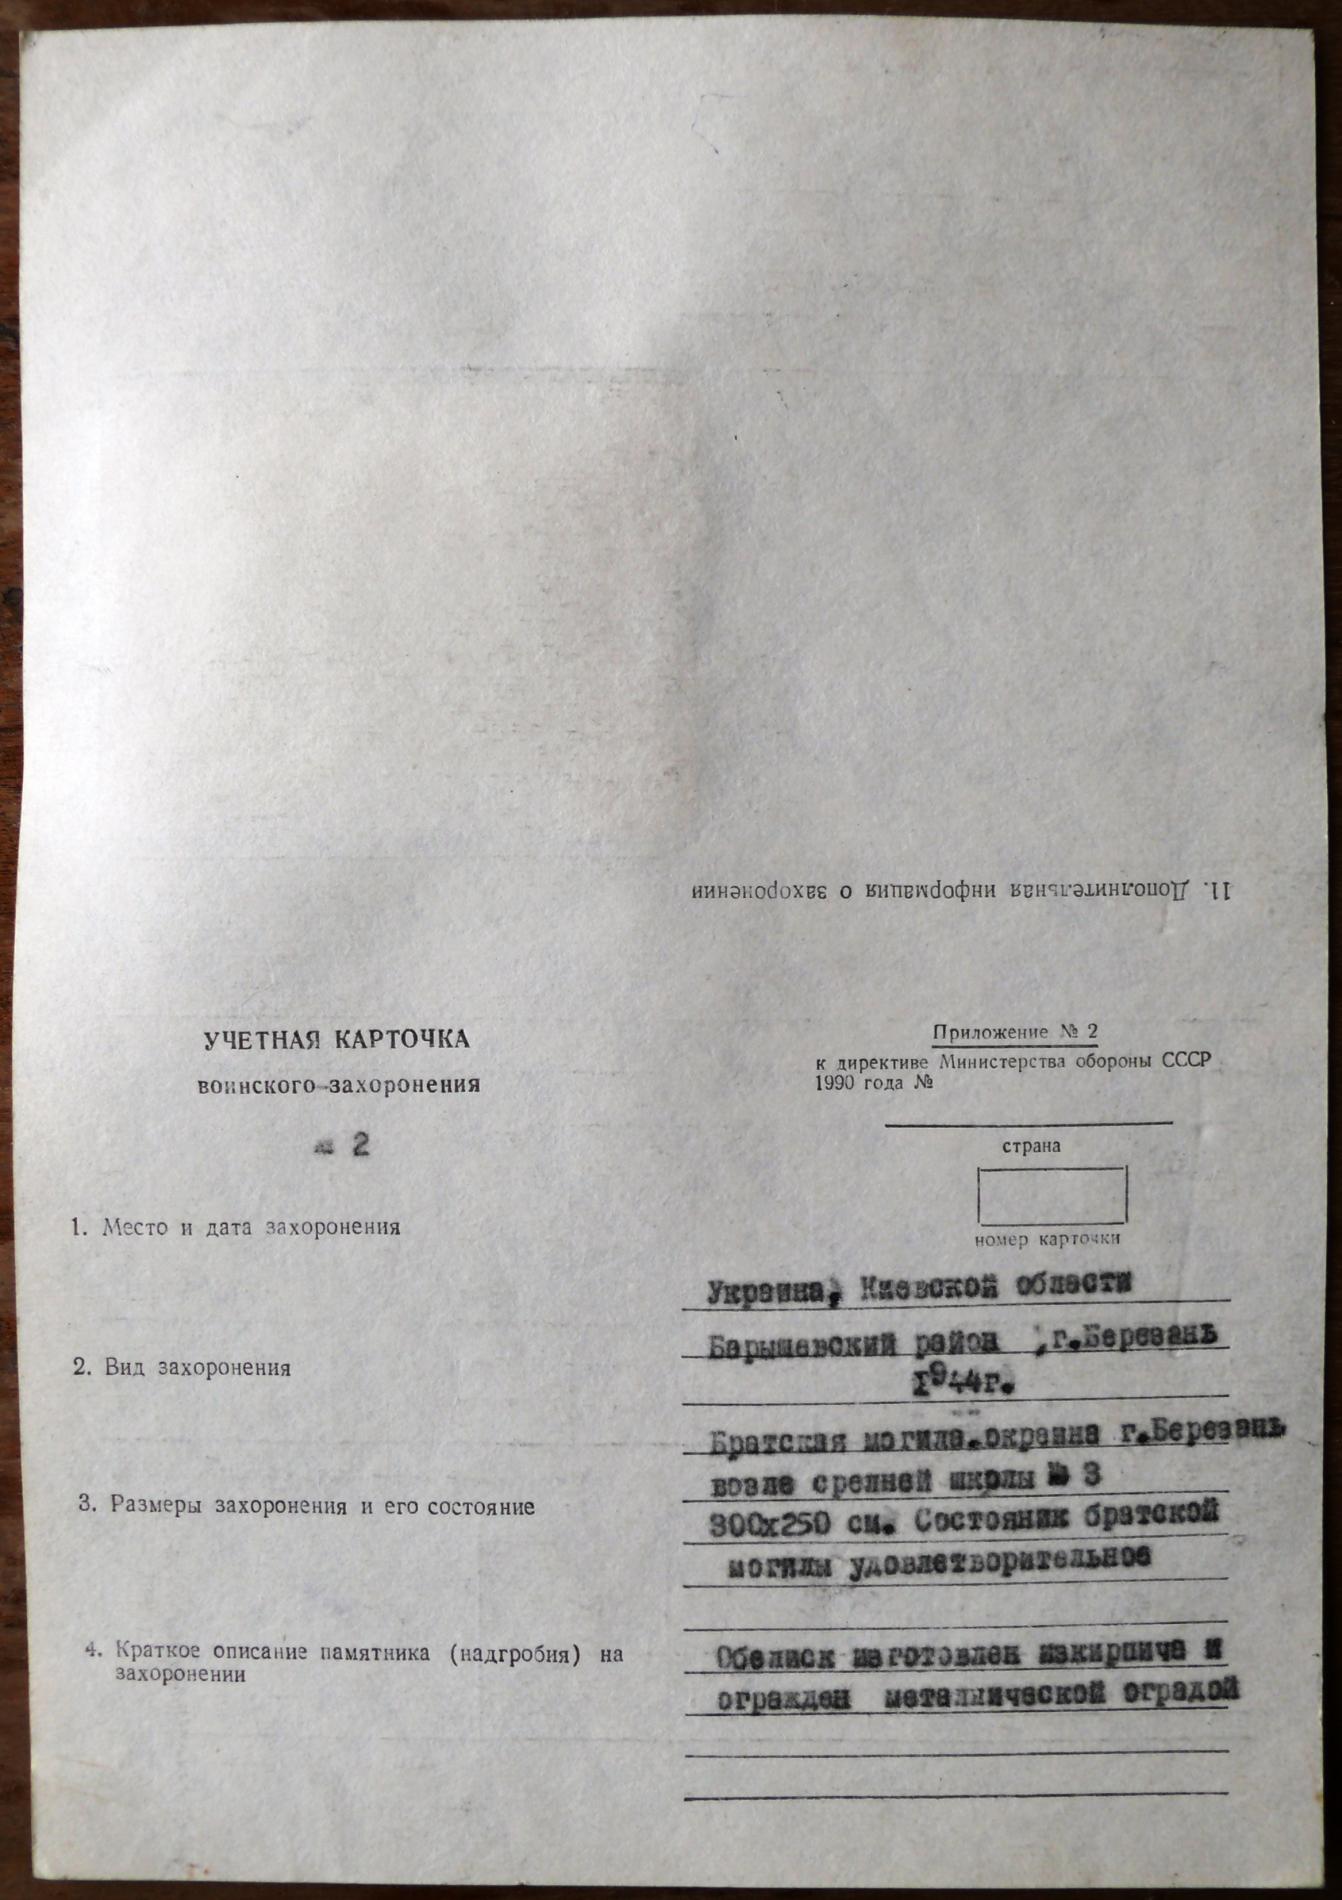 11. Дополнительная информация о захоронении
УЧЕТНАЯ КАРТОЧКА
воинского захоронения
№ 2
Приложение № 2
к директиве Министерства обороны СССР
1990 года №
страна
номер карточки
1. Место и дата захоронения
Украина, Киевской области
Барышевский район ,г.Березань
I944г.
2. Вид захоронения
Братская могила.окраина г.Березань
возле средней школы № 3
3. Размеры захоронения и его состояние
300х250 см. Состояник братской
могилы удовлетворительное
4. Краткое описание памятника (надгробия) на
захоронении
Обелиск изготовлен изкирпича и
огражден металлической оградой